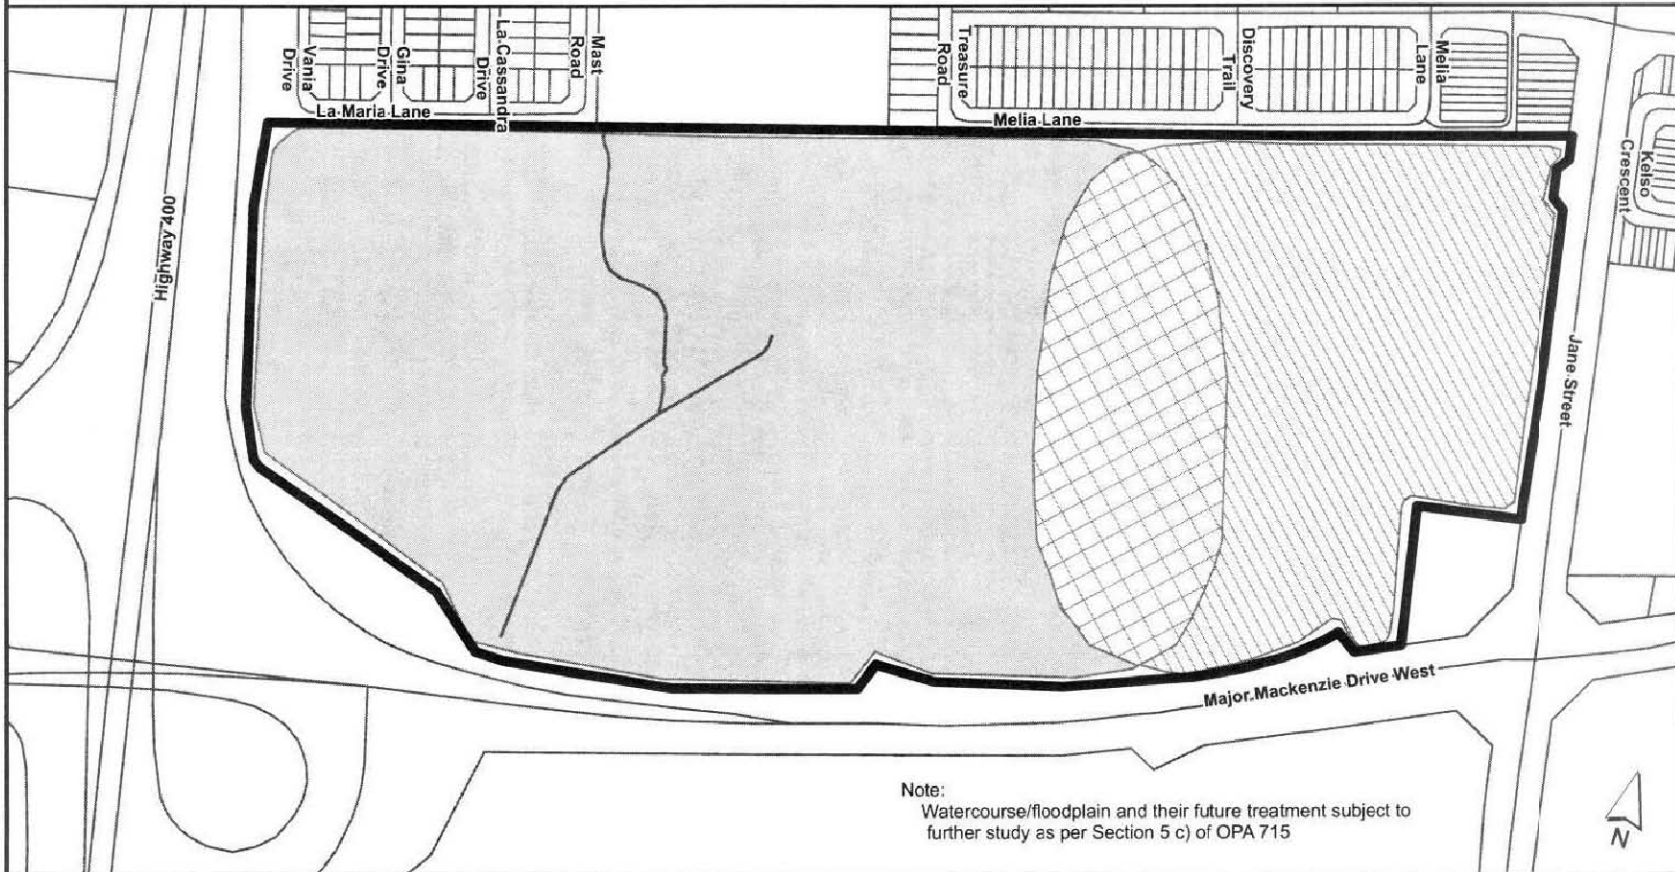 Vania
Drive
Gina
Drive
La Cassandra
Drive
Mast
Road
La Maria Lane
Treasure
Road
Discovery
Trail
Melia
Lane
Melia Lane
Kelso
Crescent
Highway 400
Jane Street
Major Mackenzie Drive West
Note:
Watercourse/floodplain and their future treatment subject to
further study as per Section 5 c) of OPA 715
N